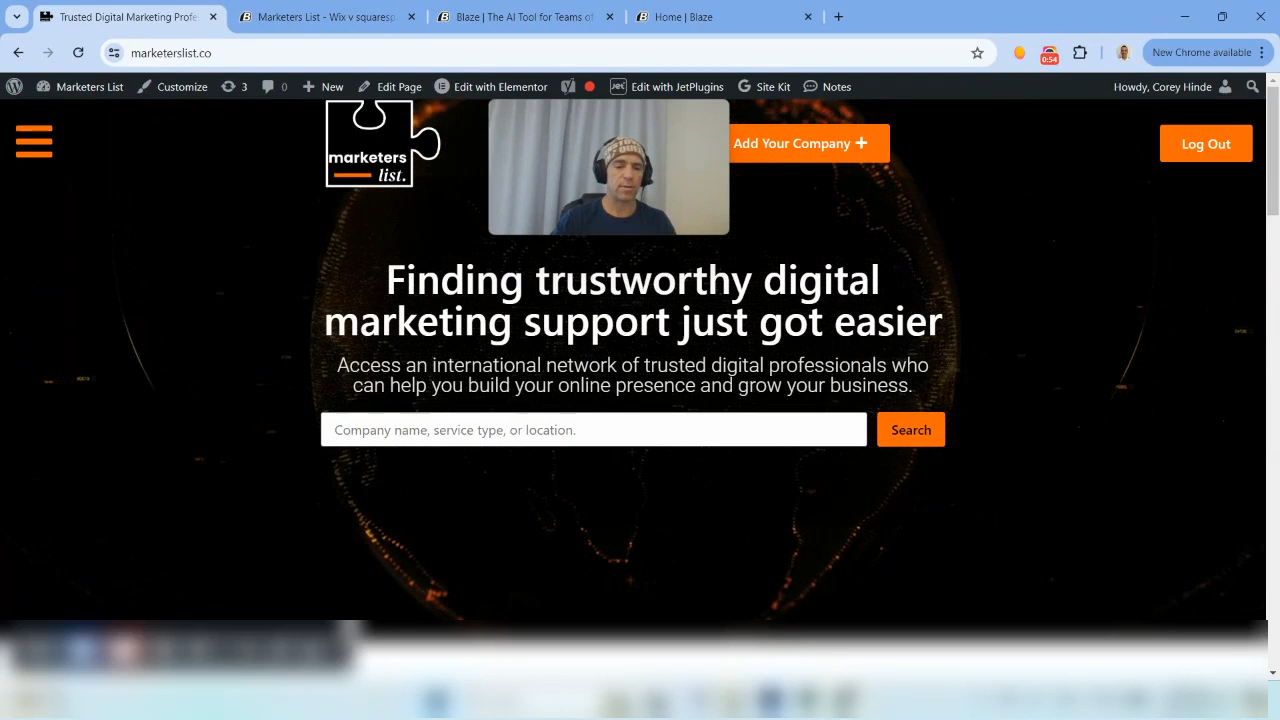 Trusted Digital Marketing Profe
Marketers List - Wix v squaresp
Blaze | The AI Tool for Teams of
Home | Blaze
marketerslist.co
0:54
New Chrome available
Marketers List
Customize
3
0
New
Edit Page
Edit with Elementor
Edit with JetPlugins
Site Kit
Notes
Howdy, Corey Hinde
marketers
list.
Add Your Company +
Log Out
Finding trustworthy digital
marketing support just got easier
Access an international network of trusted digital professionals who
can help you build your online presence and grow your business.
Company name, service type, or location.
Search